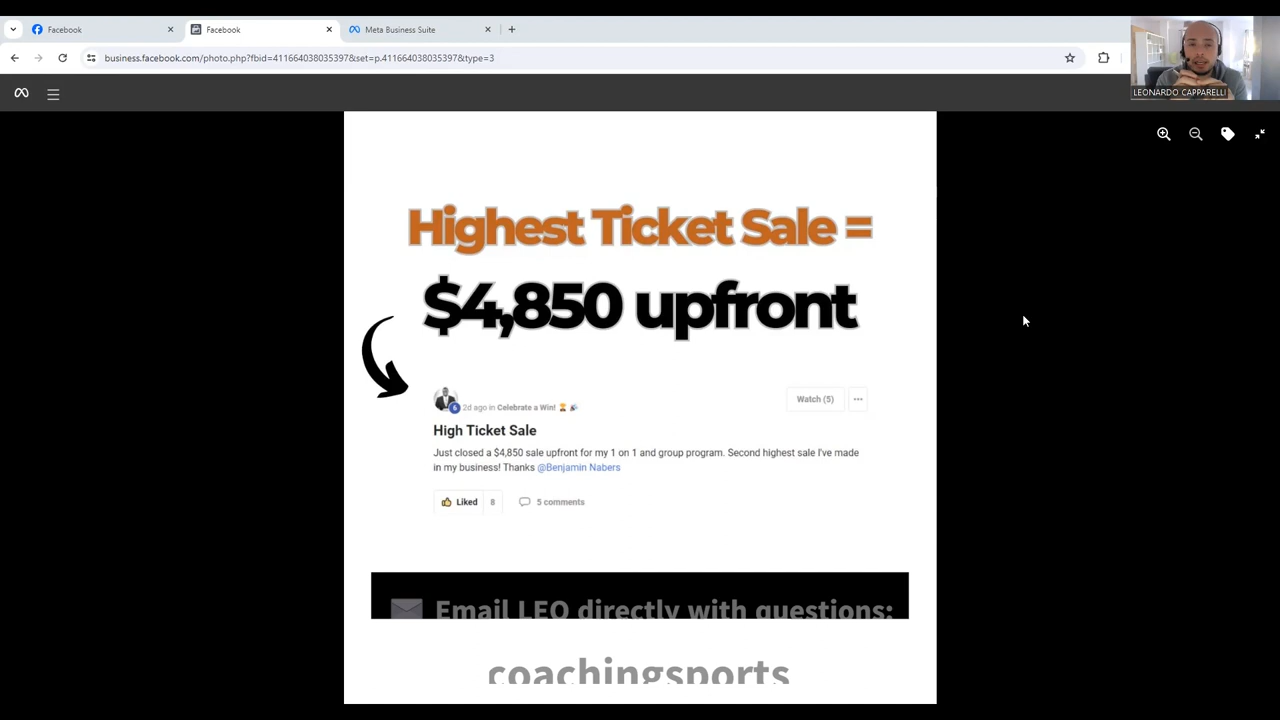 Facebook
Facebook
Meta Business Suite
business.facebook.com/photo.php?fbid=411664038035397&set=p.411664038035397&type=3
LEONARDO CAPPARELLI
Highest Ticket Sale =
$4,850 upfront
6
2d ago in Celebrate a Win! 🏆 🎉
Watch (5)
High Ticket Sale
Just closed a $4,850 sale upfront for my 1 on 1 and group program. Second highest sale I've made
in my business! Thanks @Benjamin Nabers
Liked 8
5 comments
Email LEO directly with questions:
coachingsports